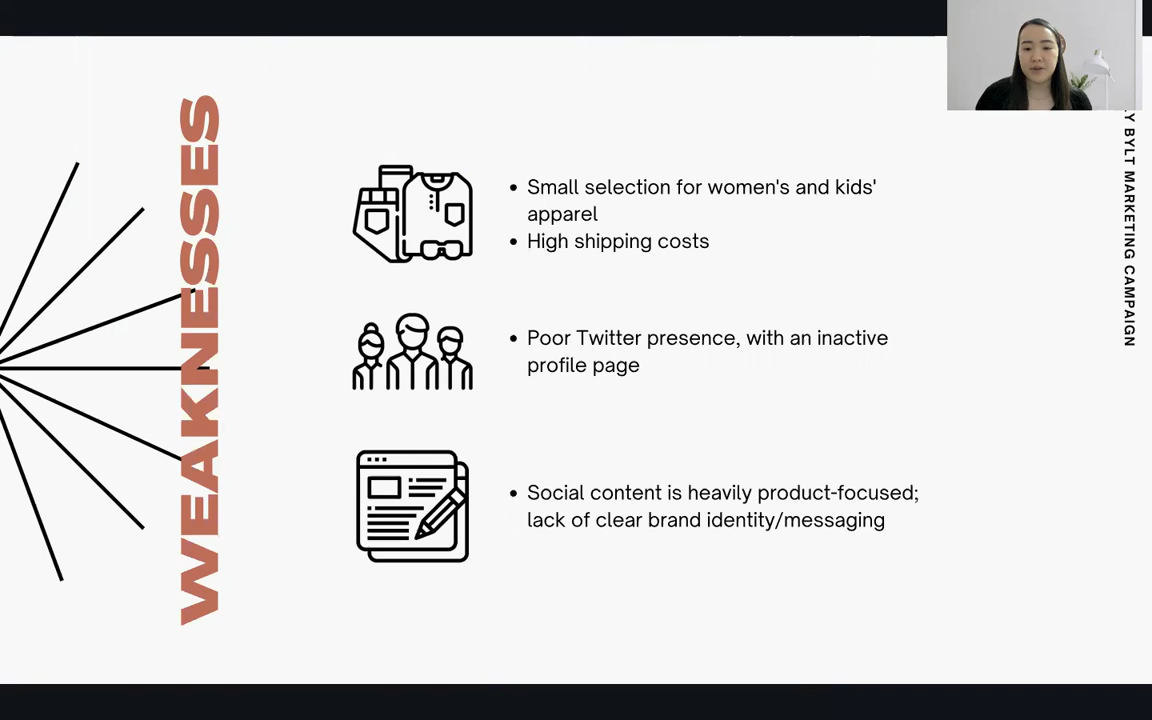 WEAKNESSES
• Small selection for women's and kids'
apparel
• High shipping costs
• Poor Twitter presence, with an inactive
profile page
• Social content is heavily product-focused;
lack of clear brand identity/messaging
BYLT MARKETING CAMPAIGN